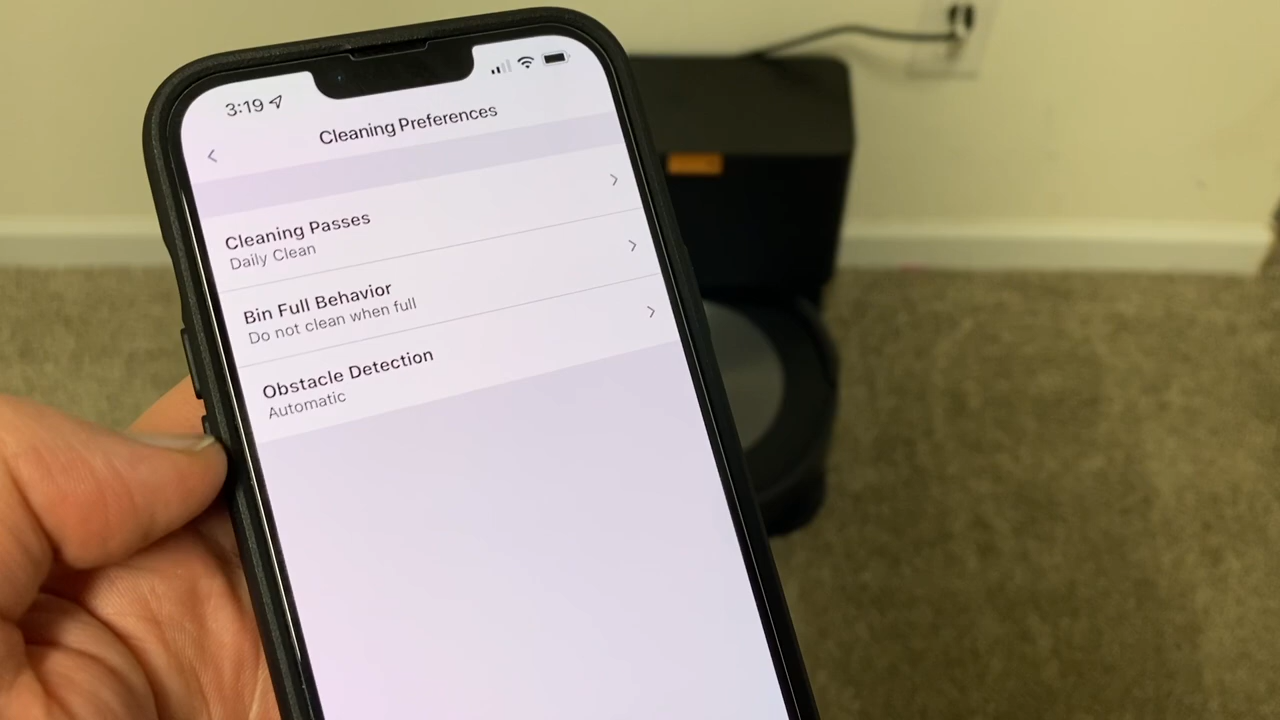 3:19
Cleaning Preferences
Cleaning Passes
Daily Clean
Bin Full Behavior
Do not clean when full
Obstacle Detection
Automatic